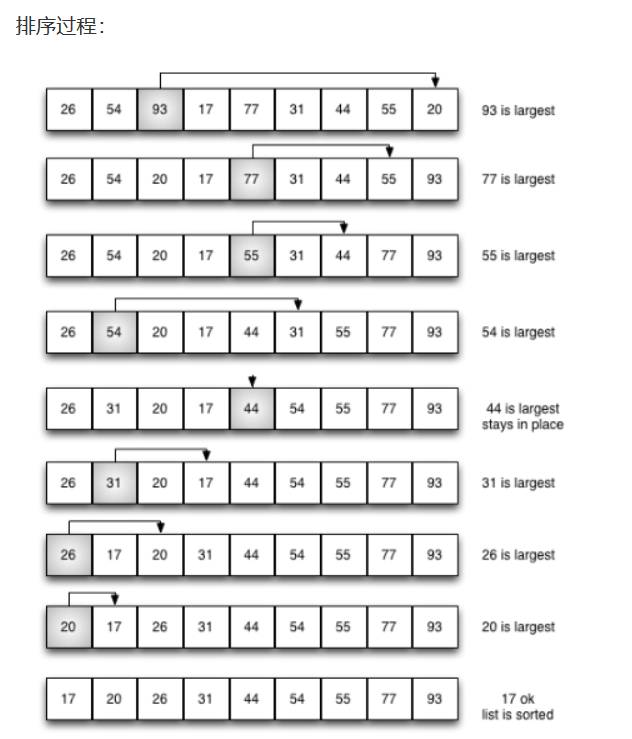 排序过程：
26 54 93 17 77 31 44 55 20 93 is largest
26 54 20 17 77 31 44 55 93 77 is largest
26 54 20 17 55 31 44 77 93 55 is largest
26 54 20 17 44 31 55 77 93 54 is largest
26 31 20 17 44 54 55 77 93 44 is largest
stays in place
26 31 20 17 44 54 55 77 93 31 is largest
26 17 20 31 44 54 55 77 93 26 is largest
20 17 26 31 44 54 55 77 93 20 is largest
17 20 26 31 44 54 55 77 93 17 ok
list is sorted